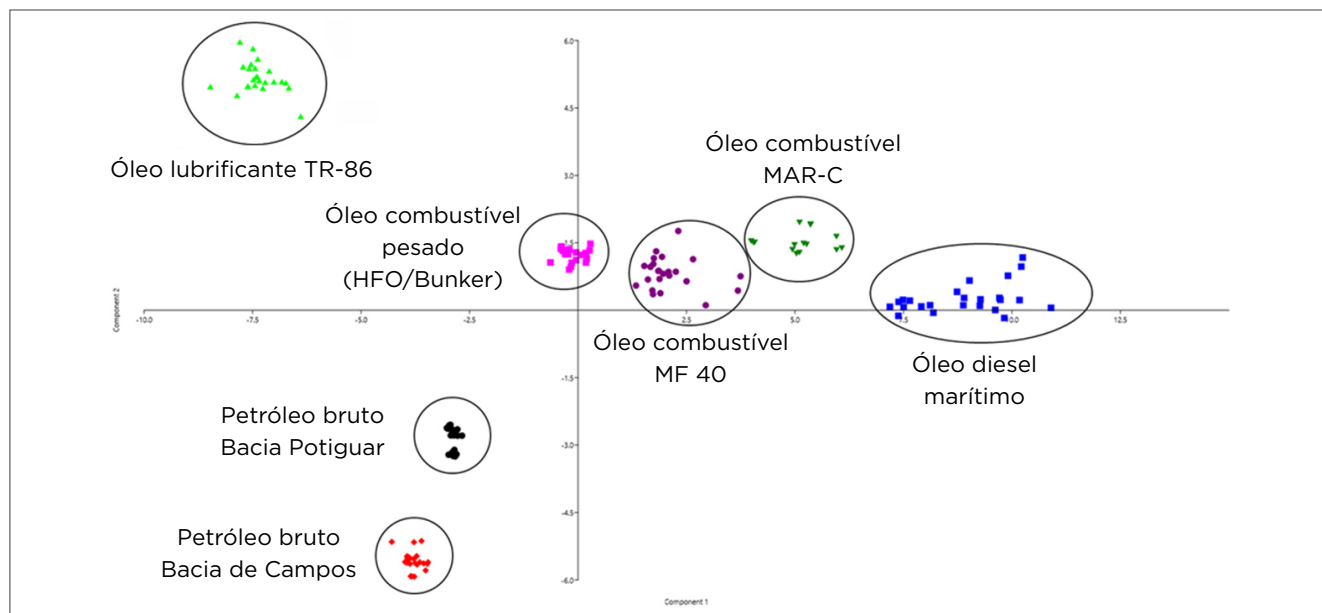 6.0
4.5
Óleo combustível
MAR-C
Óleo lubrificante TR-86
3.0
Óleo combustível
pesado
(HFO/Bunker)
1.5
Component 2
-10.0
-7.5
-5.0
-2.5
2.5
5.0
7.5
10.0
12.5
Óleo combustível
MF 40
Óleo diesel
marítimo
-1.5
Petróleo bruto
Bacia Potiguar
-3.0
-4.5
Petróleo bruto
Bacia de Campos
-6.0
Component 1